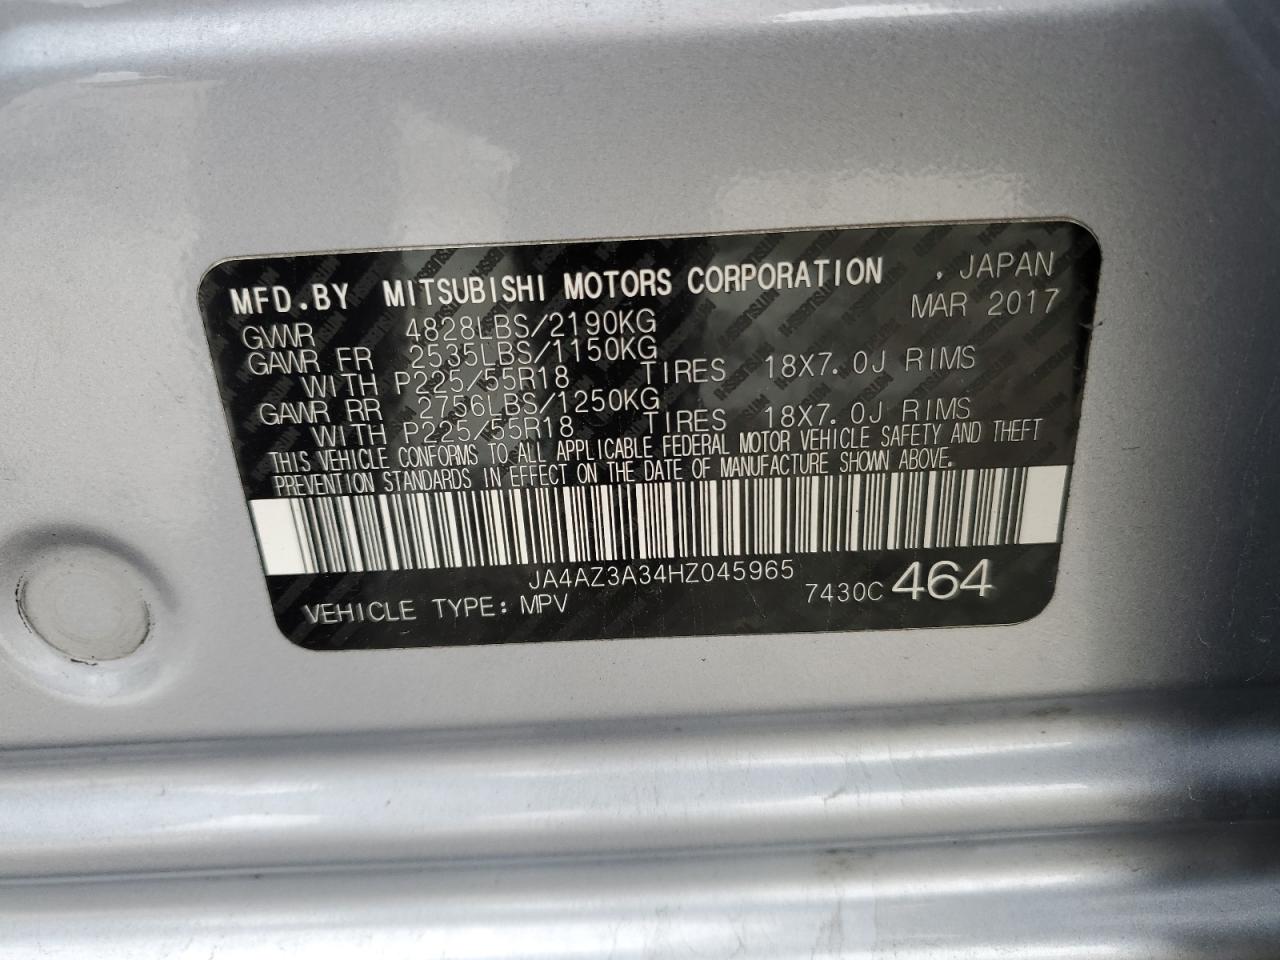 MFD.BY MITSUBISHI MOTORS CORPORATION , JAPAN
MAR 2017
GVWR 4828LBS/2190KG
GAWR FR 2535LBS/1150KG
WITH P225/55R18 TIRES 18X7.0J RIMS
GAWR RR 2756LBS/1250KG
WITH P225/55R18 TIRES 18X7.0J RIMS
THIS VEHICLE CONFORMS TO ALL APPLICABLE FEDERAL MOTOR VEHICLE SAFETY AND THEFT
PREVENTION STANDARDS IN EFFECT ON THE DATE OF MANUFACTURE SHOWN ABOVE.
JA4AZ3A34HZ045965
VEHICLE TYPE: MPV 7430C 464